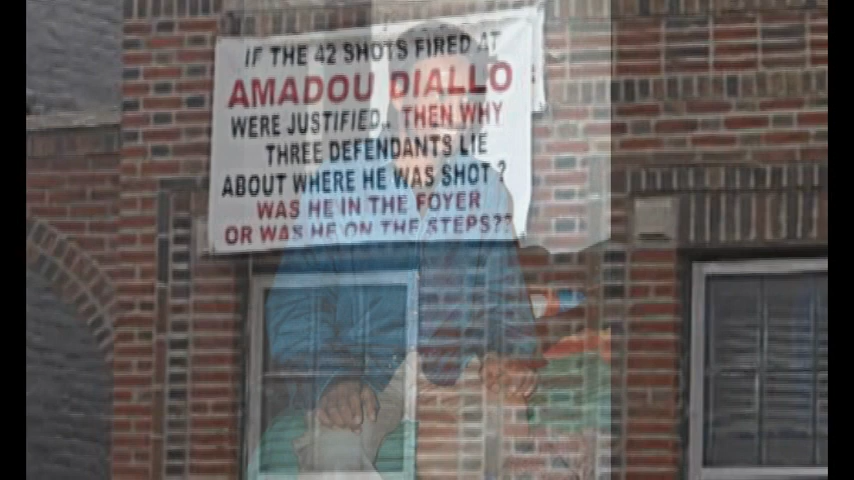 IF THE 42 SHOTS FIRED AT
AMADOU DIALLO
WERE JUSTIFIED.. THEN WHY
THREE DEFENDANTS LIE
ABOUT WHERE HE WAS SHOT?
WAS HE IN THE FOYER
OR WAS HE ON THE STEPS??